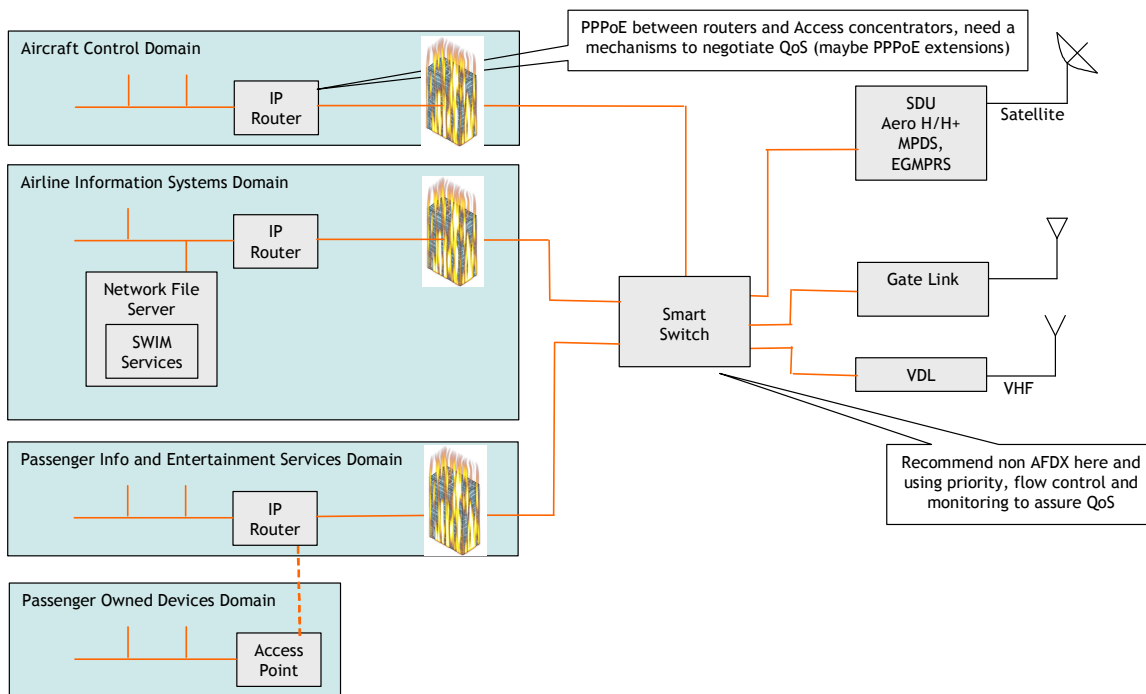 PPPoE between routers and Access concentrators, need a
mechanisms to negotiate QoS (maybe PPPoE extensions)
Aircraft Control Domain
IP
Router
SDU
Aero H/H+
MPDS,
EGMPRS
Satellite
Airline Information Systems Domain
IP
Router
Network File
Server
SWIM
Services
Smart
Switch
Gate Link
VDL
VHF
Passenger Info and Entertainment Services Domain
IP
Router
Recommend non AFDX here and
using priority, flow control and
monitoring to assure QoS
Passenger Owned Devices Domain
Access
Point